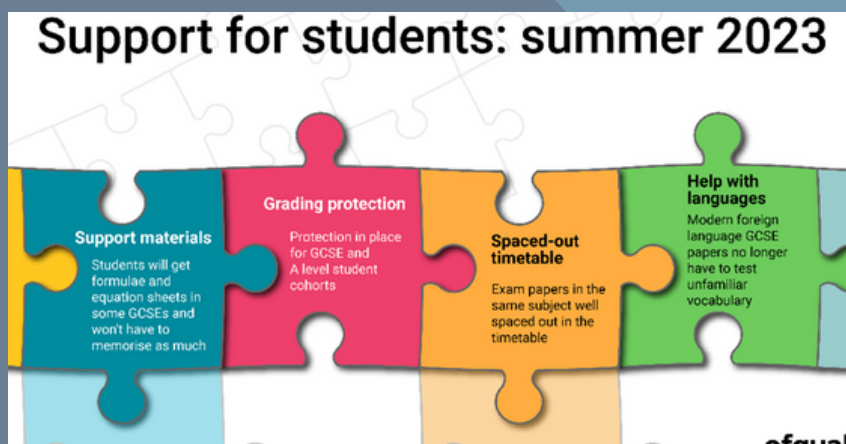 Support for students: summer 2023
Support materials
Students will get
formulae and
equation sheets in
some GCSEs and
won't have to
memorise as much
Grading protection
Protection in place
for GCSE and
A level student
cohorts
Spaced-out
timetable
Exam papers in the
same subject well
spaced out in the
timetable
Help with
languages
Modern foreign
language GCSE
papers no longer
have to test
unfamiliar
vocabulary
ofqual